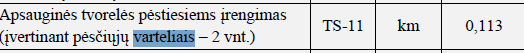 Apsauginės tvorelės pėstiesiems įrengimas
(įvertinant pėsčiųjų varteliais – 2 vnt.)
TS-11
km
0,113